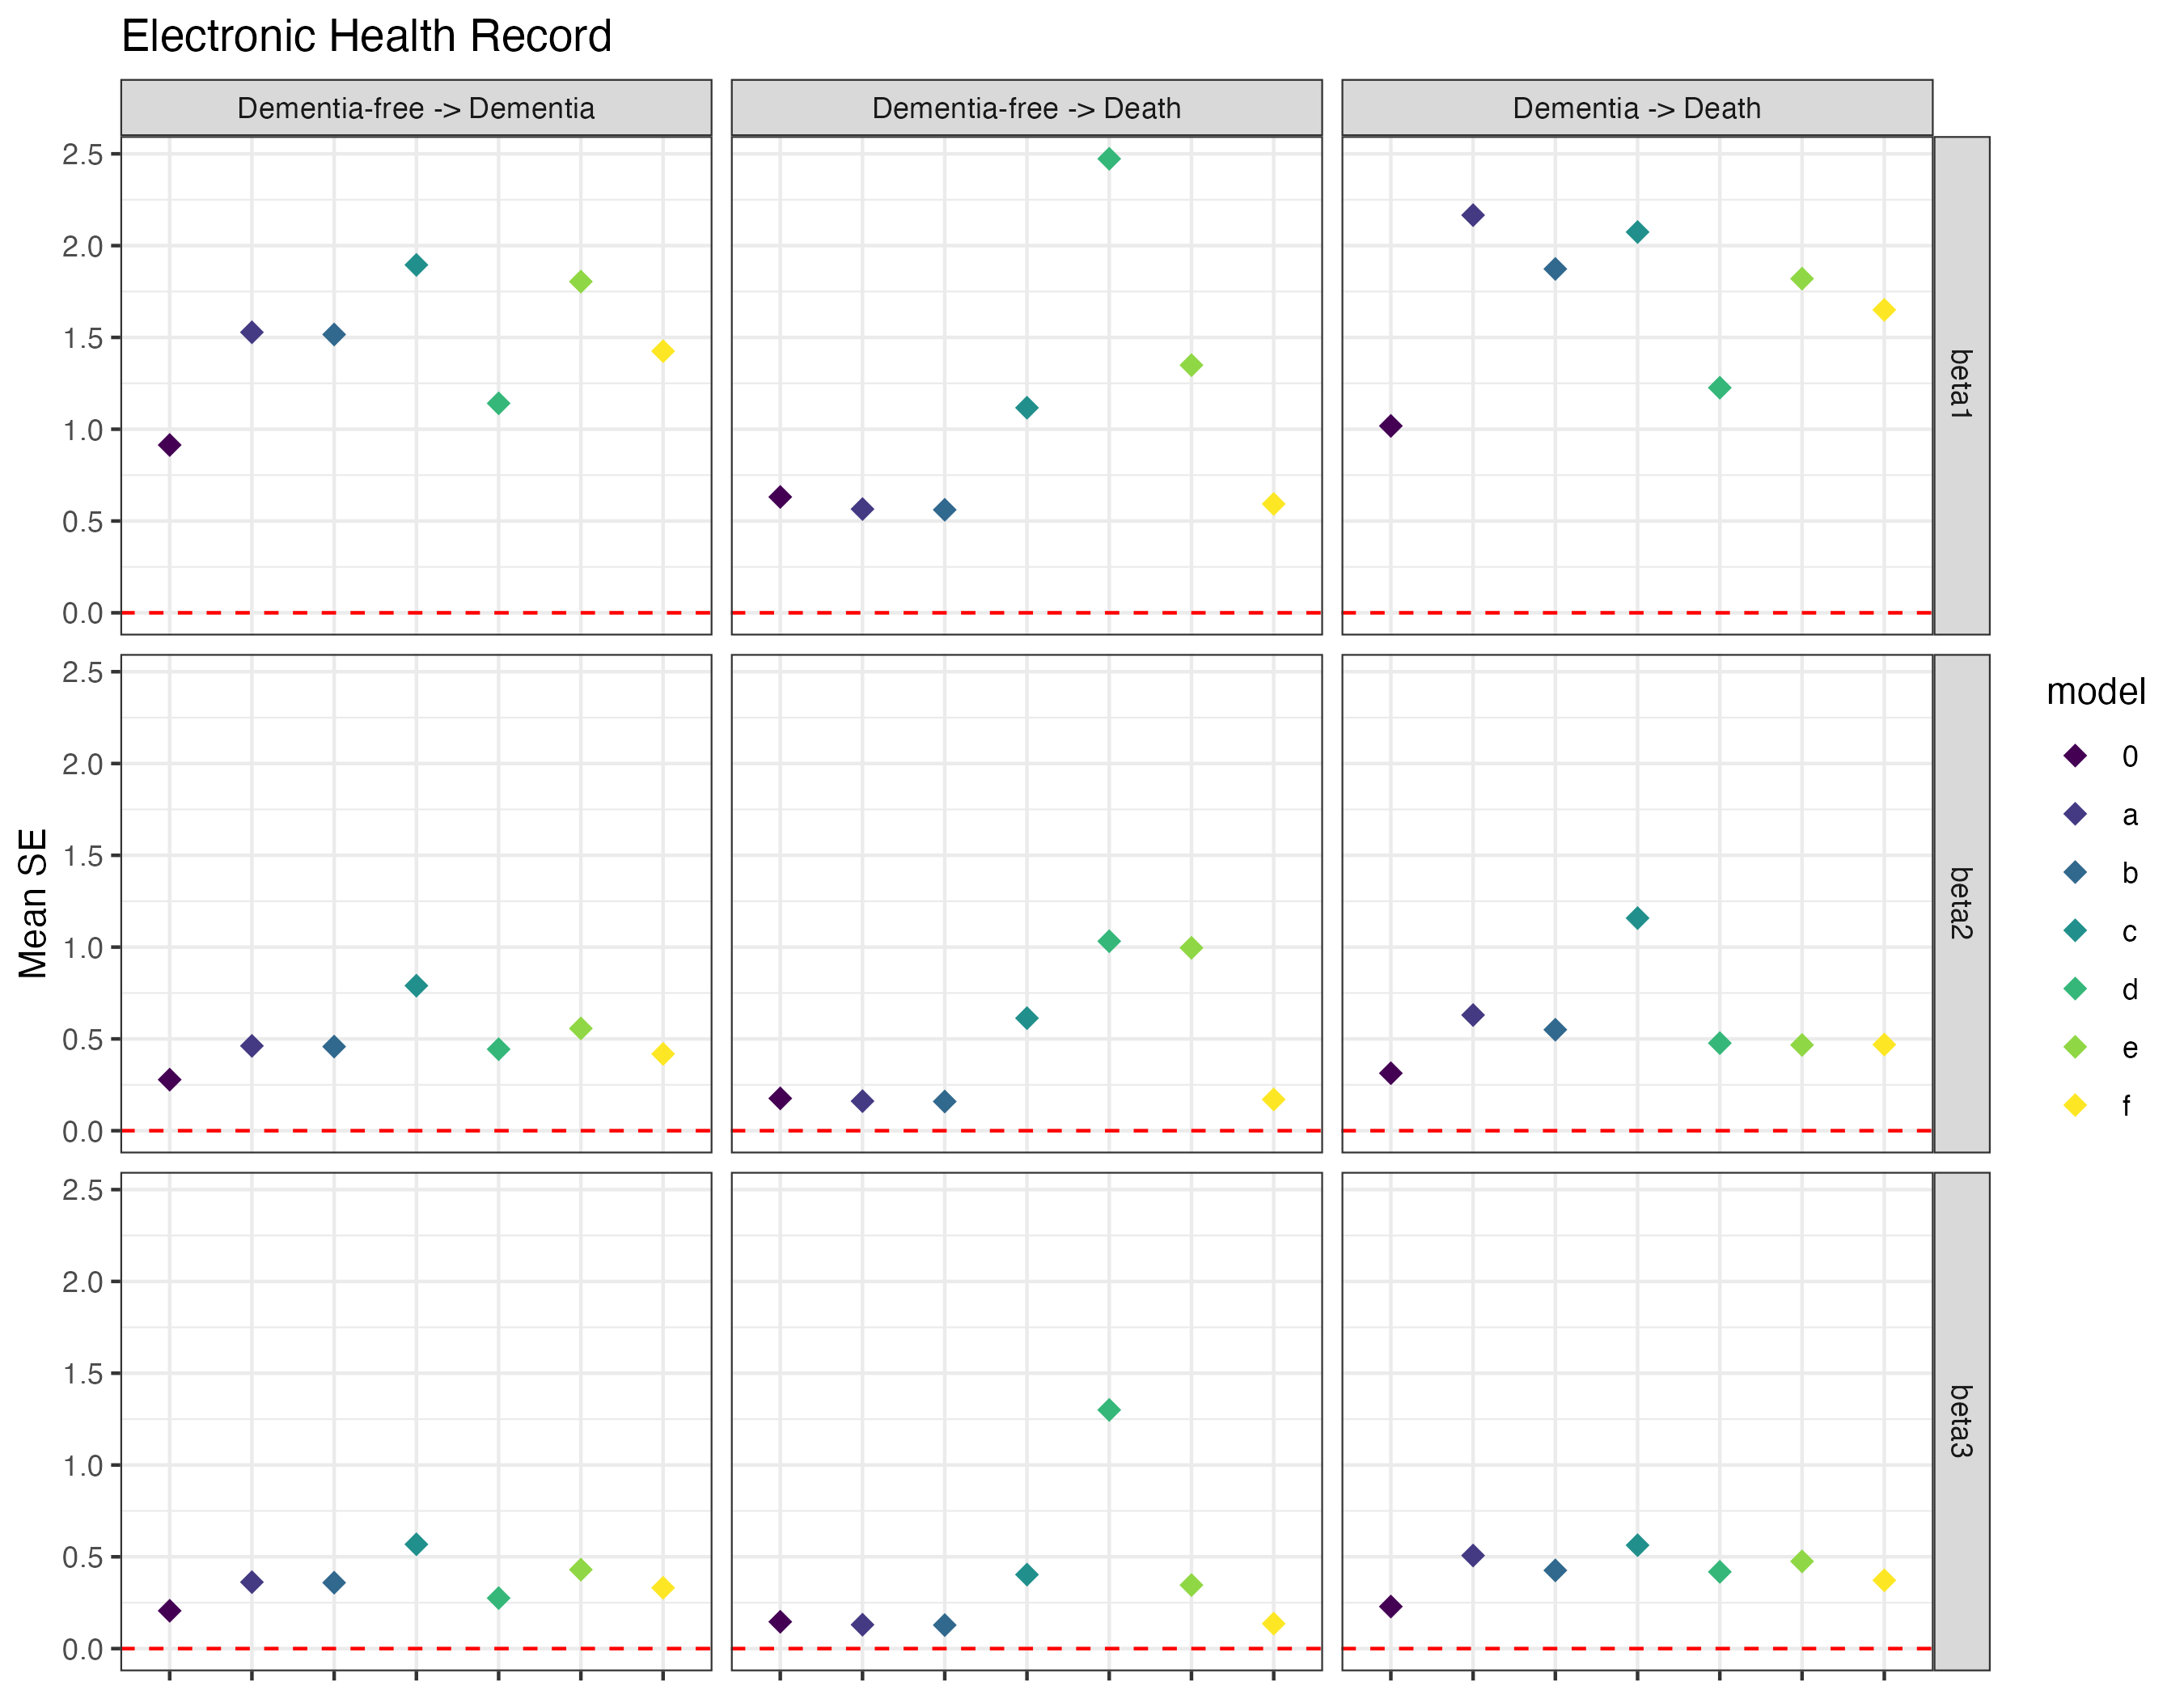 Electronic Health Record
Dementia-free -> Dementia
Dementia-free -> Death
Dementia -> Death
2.5
2.0
1.5
1.0
0.5
0.0
beta1
2.5
2.0
1.5
1.0
0.5
0.0
beta2
2.5
2.0
1.5
1.0
0.5
0.0
beta3
Mean SE
model
0
a
b
c
d
e
f